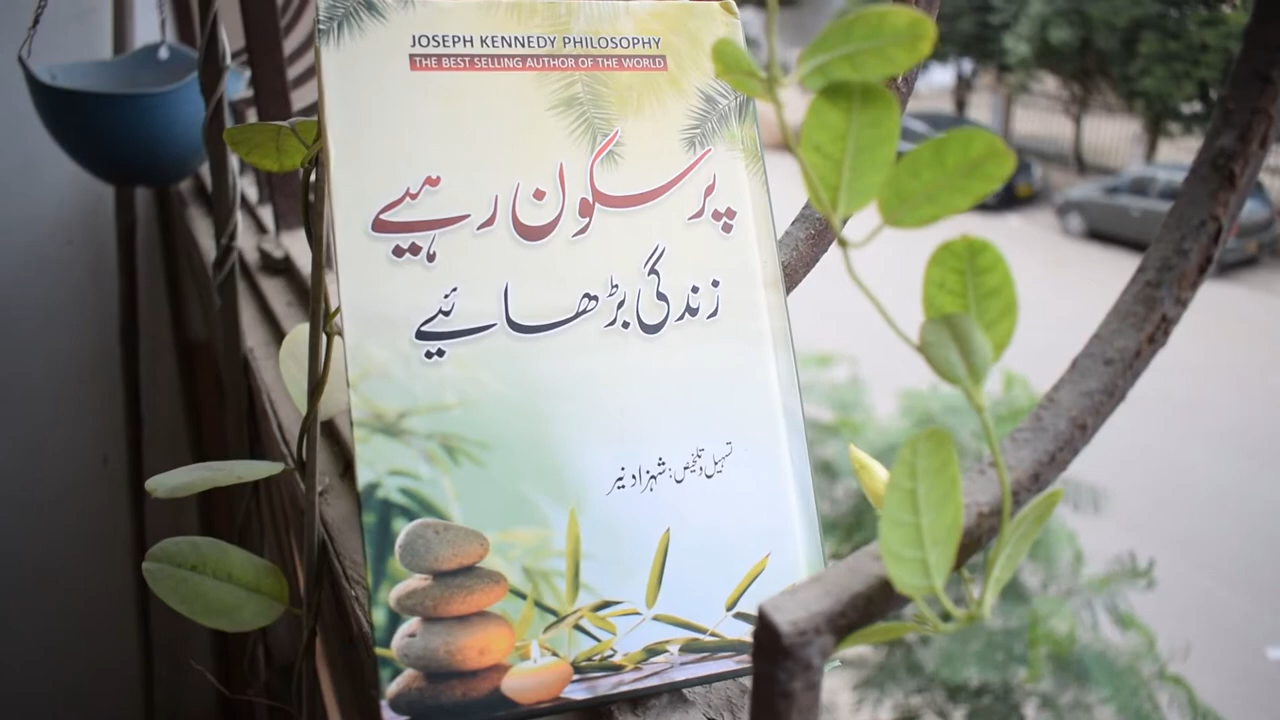 JOSEPH KENNEDY PHILOSOPHY
THE BEST SELLING AUTHOR OF THE WORLD
پرسکون رہیے
زندگی بڑھائیے
تسہیل و تلخیص: شہزاد نیر